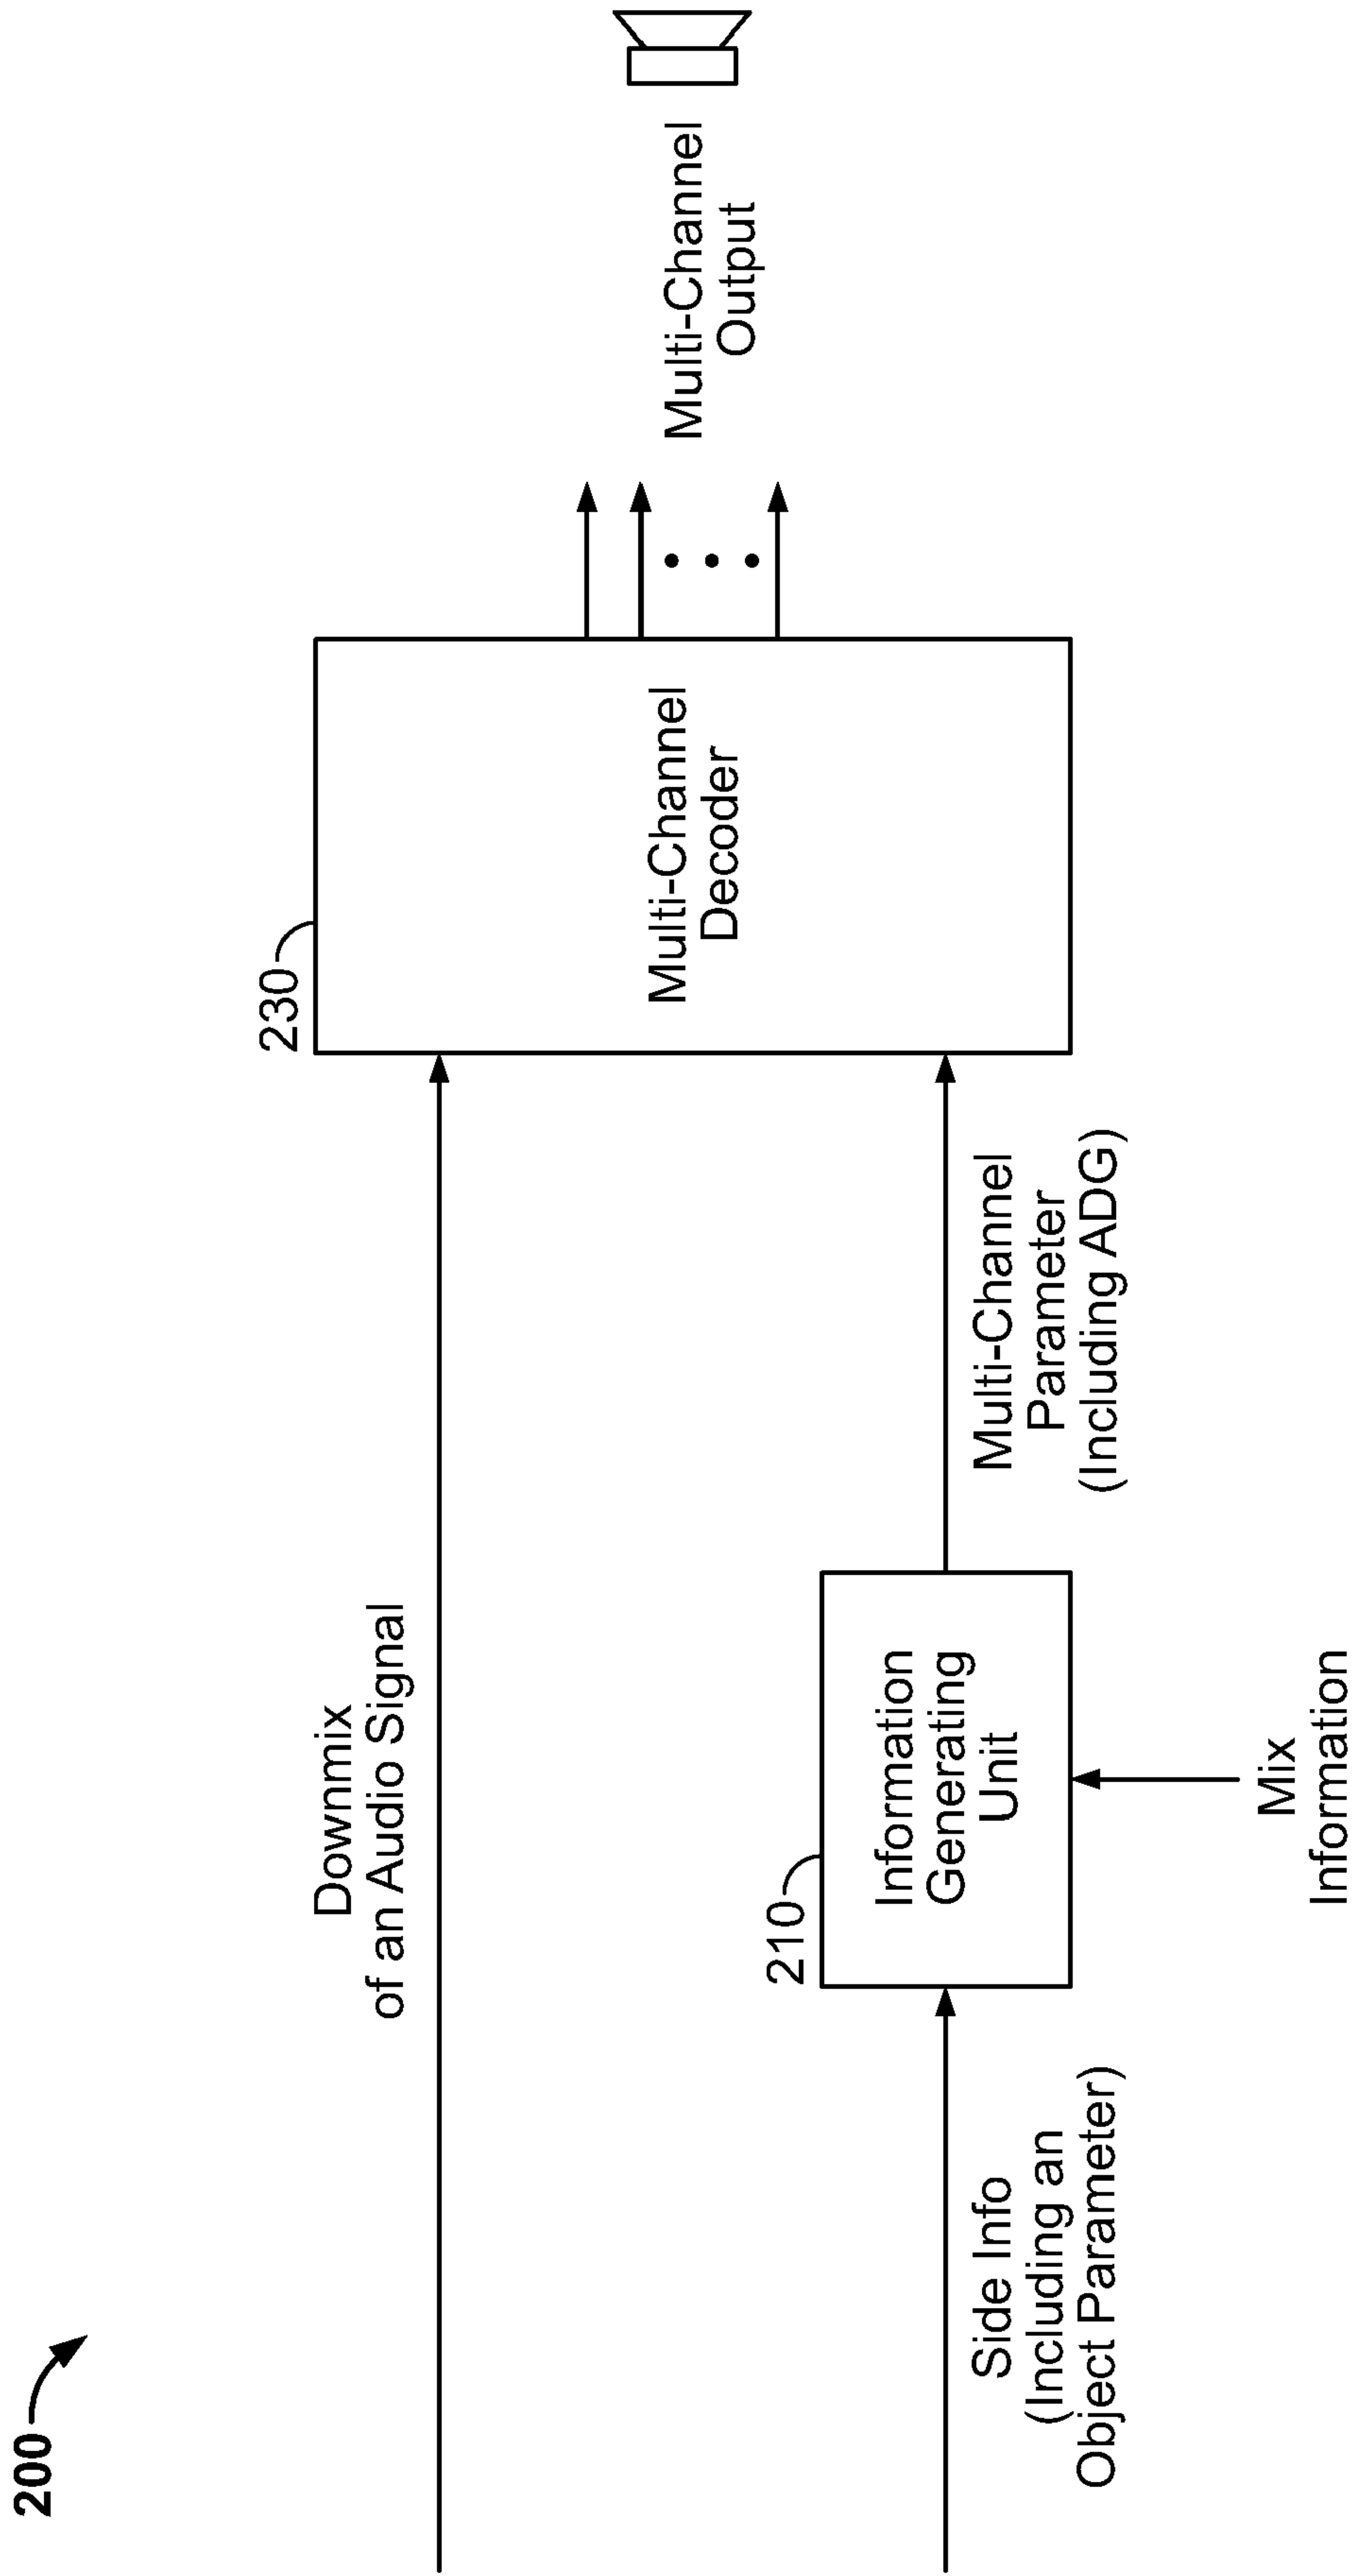 200
Downmix
of an Audio Signal
230
Multi-Channel
Decoder
Multi-Channel
Output
Side Info
(Including an
Object Parameter)
210
Information
Generating
Unit
Multi-Channel
Parameter
(Including ADG)
Mix
Information